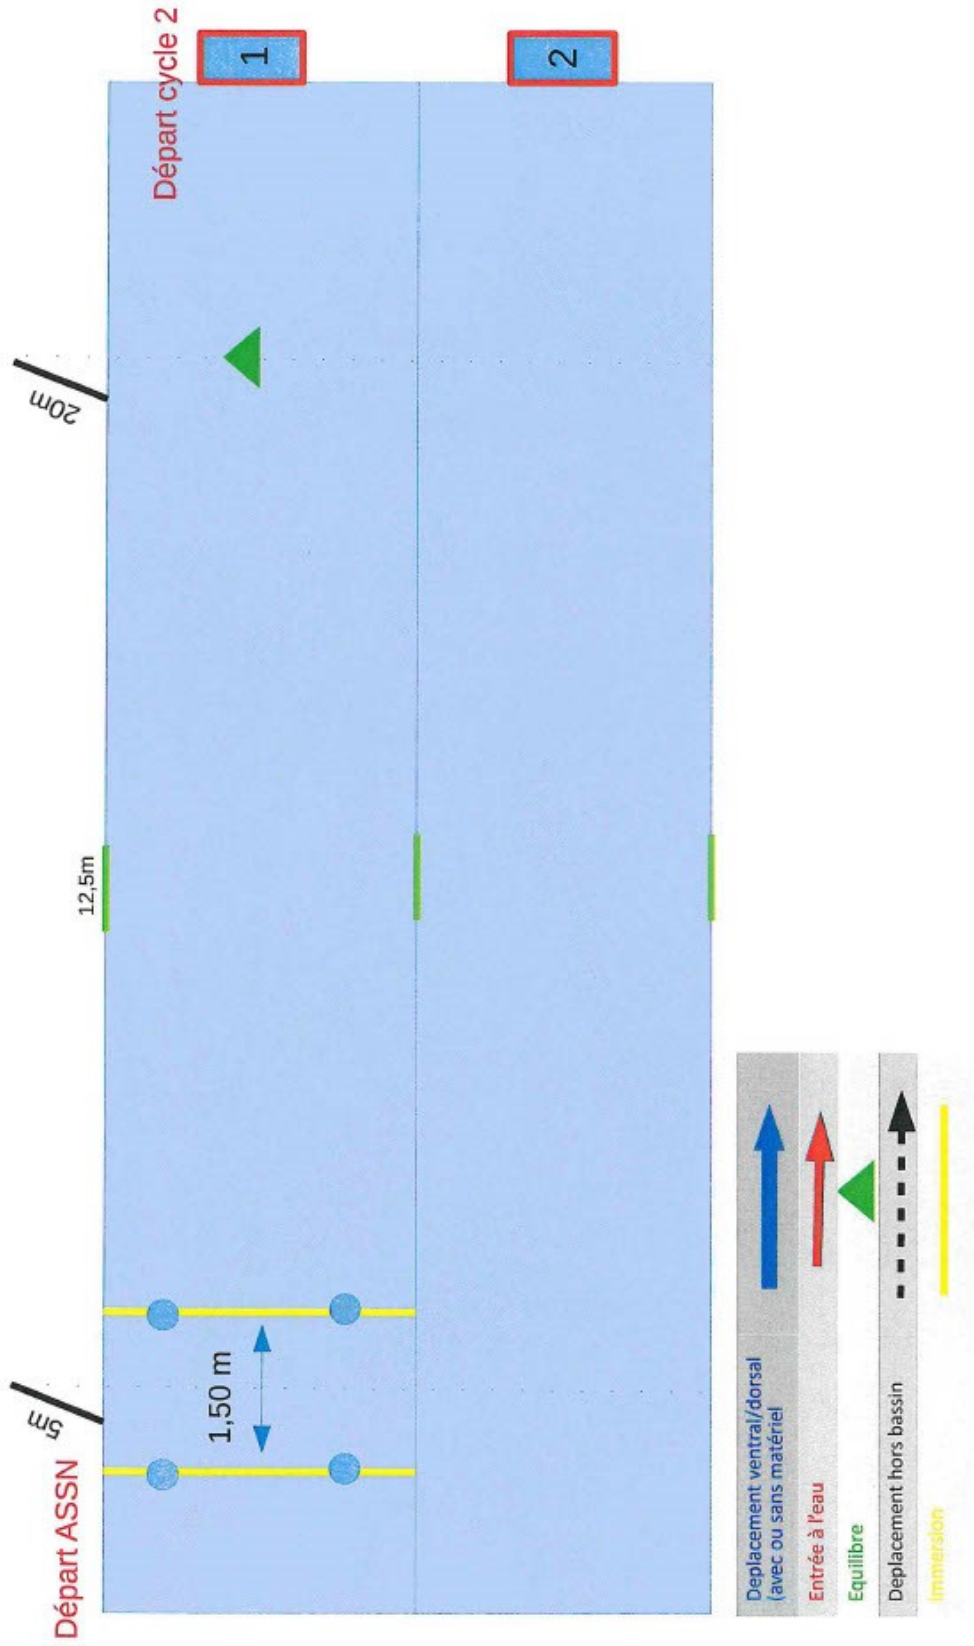 Départ ASSN
5m
12,5m
20m
Départ cycle 2
1,50 m
1
2
Deplacement ventral/dorsal
(avec ou sans matériel
Entrée à l'eau
Equilibre
Deplacement hors bassin
Immersion